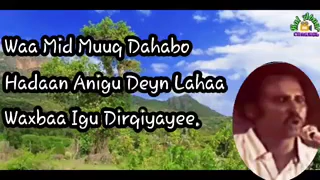 Waa Mid Muuq Dahabo
Hadaan Anigu Deyn Lahaa
Waxbaa Igu Dirqiyayee.